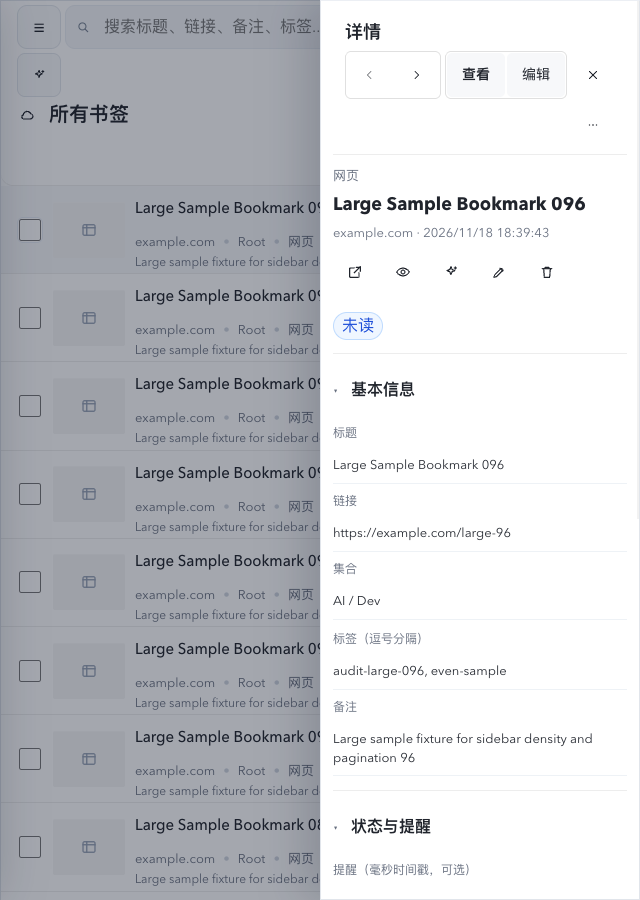 搜索标题、链接、备注、标签...
所有书签
Large Sample Bookmark
example.com • Root • 网页
Large sample fixture for sidebar
Large Sample Bookmark
example.com • Root • 网页
Large sample fixture for sidebar
Large Sample Bookmark
example.com • Root • 网页
Large sample fixture for sidebar
Large Sample Bookmark
example.com • Root • 网页
Large sample fixture for sidebar
Large Sample Bookmark
example.com • Root • 网页
Large sample fixture for sidebar
Large Sample Bookmark
example.com • Root • 网页
Large sample fixture for sidebar
Large Sample Bookmark
example.com • Root • 网页
Large sample fixture for sidebar
Large Sample Bookmark
example.com • Root • 网页
Large sample fixture for sidebar
详情
查看 编辑
...
网页
Large Sample Bookmark 096
example.com · 2026/11/18 18:39:43
未读
基本信息
标题
Large Sample Bookmark 096
链接
https://example.com/large-96
集合
AI / Dev
标签（逗号分隔）
audit-large-096, even-sample
备注
Large sample fixture for sidebar density and
pagination 96
状态与提醒
提醒（毫秒时间戳，可选）